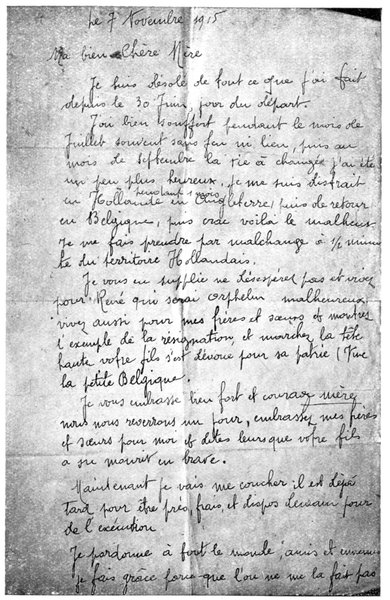 Le 7 Novembre 1915
Ma bien Chère Mère
Je suis désolé de tout ce que j'ai fait
depuis le 30 Juin, jour du départ.
J'ai bien souffert pendant le mois de
Juillet souvent sans feu ni lieu, puis au
mois de Septembre la vie à changée j'ai été
un peu plus heureux. Je me suis distrait
pendant 1 mois
en Hollande en Angleterre, puis de retour
en Belgique, puis crac voilà le malheur
Je me fais prendre par malchance a 1/2 minu
te du territoire Hollandais.
Je vous en supplie ne désesperez pas et vivez
pour René qui serai orphelin malheureux
vivez aussi pour mes frères et sœurs et montrez
l'exemple de la résignation, et marchez la tête
haute votre fils s'est dévoué pour sa patrie (Vive
la petite Belgique.
Je vous embrasse bien fort et courage mère
nous nous reverrons un jour, embrassez mes frères
et sœurs pour moi et dites leurs que votre fils
a su mourir en brave.
Maintenant je vais me coucher il est déjà
tard pour être près, frais, et dispos demain pour
de l'exécution
Je pardonne à tout le monde, amis et ennemis
je fais grâce parce que l'on ne me la fait pas